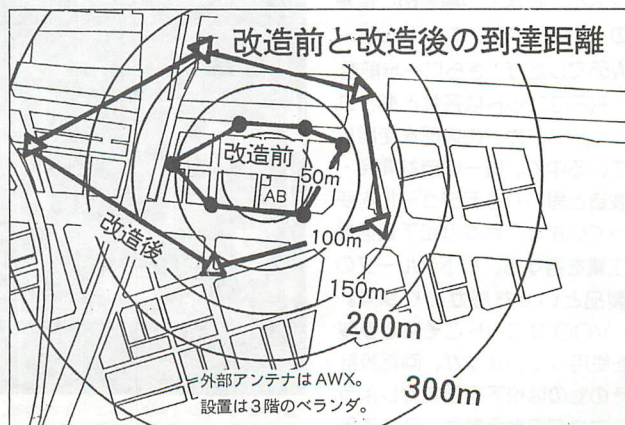 改造前と改造後の到達距離
改造前
50m
AB
改造後
100m
150m
200m
300m
外部アンテナはAWX。
設置は3階のベランダ。